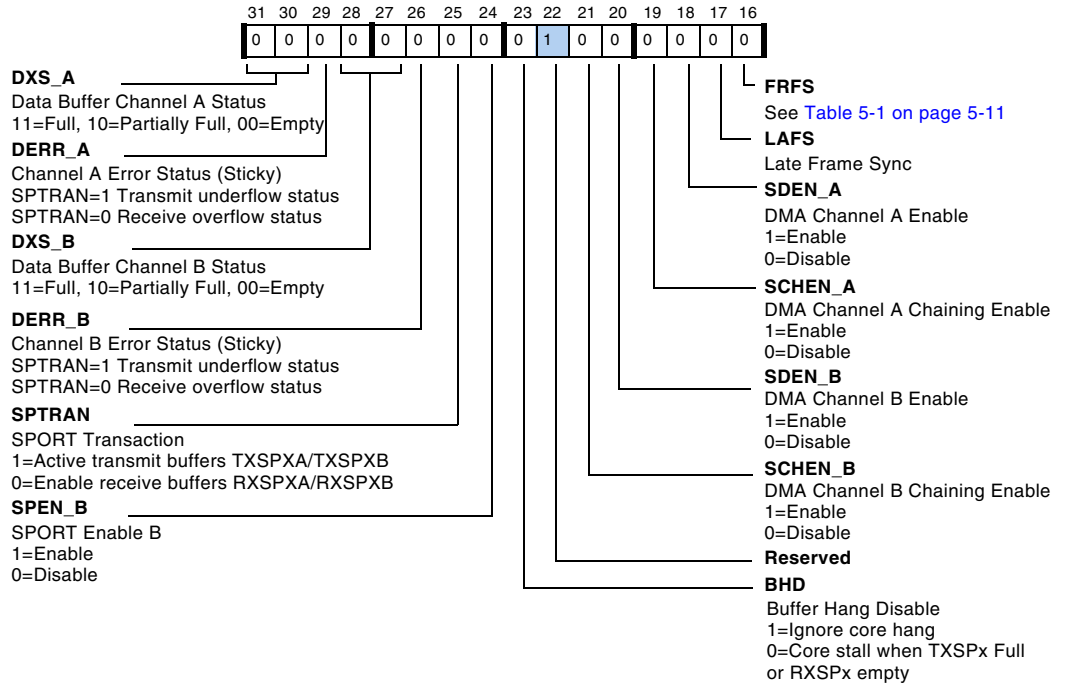 31 30 29 28 27 26 25 24 23 22 21 20 19 18 17 16
0 0 0 0 0 0 0 0 0 1 0 0 0 0 0 0
DXS_A
Data Buffer Channel A Status
11=Full, 10=Partially Full, 00=Empty
DERR_A
Channel A Error Status (Sticky)
SPTRAN=1 Transmit underflow status
SPTRAN=0 Receive overflow status
DXS_B
Data Buffer Channel B Status
11=Full, 10=Partially Full, 00=Empty
DERR_B
Channel B Error Status (Sticky)
SPTRAN=1 Transmit underflow status
SPTRAN=0 Receive overflow status
SPTRAN
SPORT Transaction
1=Active transmit buffers TXSPXA/TXSPXB
0=Enable receive buffers RXSPXA/RXSPXB
SPEN_B
SPORT Enable B
1=Enable
0=Disable
FRFS
See Table 5-1 on page 5-11
LAFS
Late Frame Sync
SDEN_A
DMA Channel A Enable
1=Enable
0=Disable
SCHEN_A
DMA Channel A Chaining Enable
1=Enable
0=Disable
SDEN_B
DMA Channel B Enable
1=Enable
0=Disable
SCHEN_B
DMA Channel B Chaining Enable
1=Enable
0=Disable
Reserved
BHD
Buffer Hang Disable
1=Ignore core hang
0=Core stall when TXSPx Full
or RXSPx empty